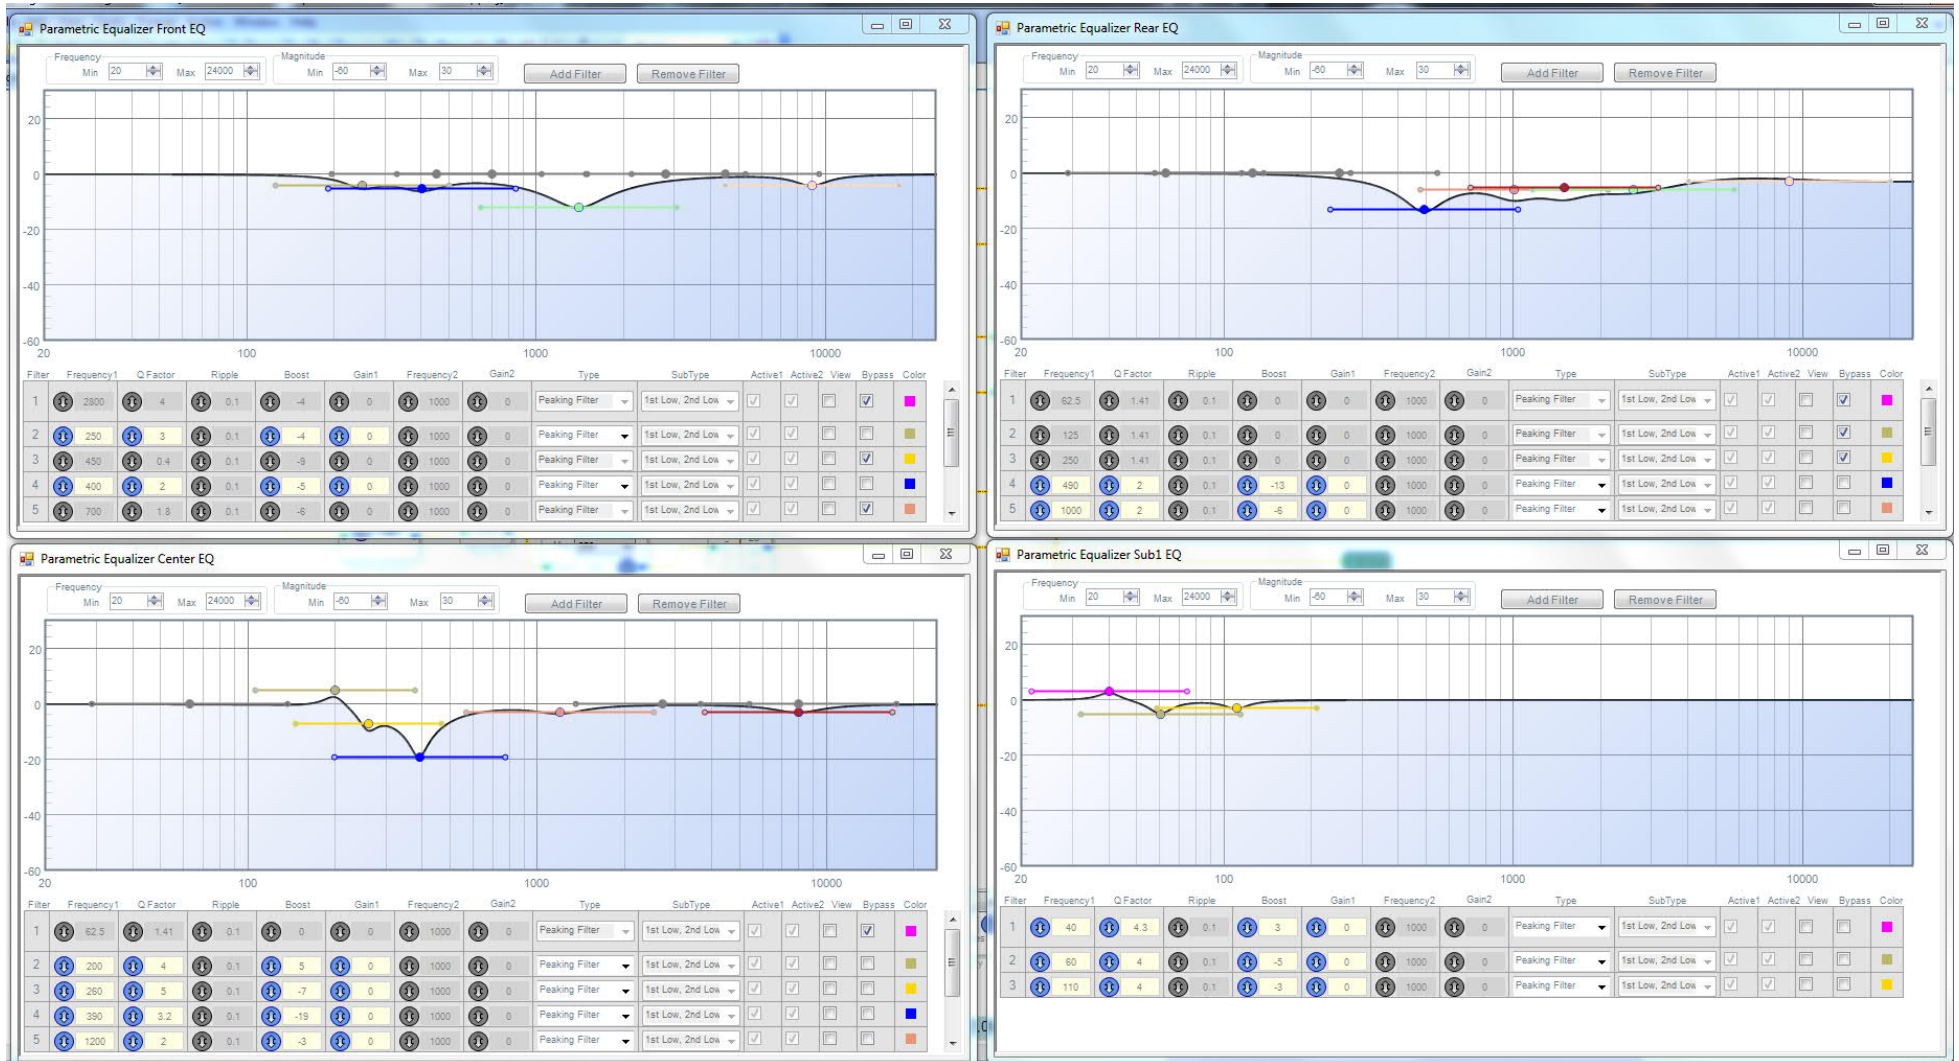 Parametric Equalizer Front EQ
Frequency
Magnitude
Min 20 Max 24000 Min -60 Max 30 Add Filter Remove Filter
20
0
-20
-40
-60
20 100 1000 10000
Filter Frequency1 Q Factor Ripple Boost Gain1 Frequency2 Gain2 Type SubType Active1 Active2 View Bypass Color
1 2800 4 0.1 -4 0 1000 0 Peaking Filter 1st Low, 2nd Low
2 250 3 0.1 -4 0 1000 0 Peaking Filter 1st Low, 2nd Low
3 450 0.4 0.1 -9 0 1000 0 Peaking Filter 1st Low, 2nd Low
4 400 2 0.1 -5 0 1000 0 Peaking Filter 1st Low, 2nd Low
5 700 1.8 0.1 -6 0 1000 0 Peaking Filter 1st Low, 2nd Low
Parametric Equalizer Rear EQ
Frequency
Magnitude
Min 20 Max 24000 Min -60 Max 30 Add Filter Remove Filter
20
0
-20
-40
-60
20 100 1000 10000
Filter Frequency1 Q Factor Ripple Boost Gain1 Frequency2 Gain2 Type SubType Active1 Active2 View Bypass Color
1 62.5 1.41 0.1 0 0 1000 0 Peaking Filter 1st Low, 2nd Low
2 125 1.41 0.1 0 0 1000 0 Peaking Filter 1st Low, 2nd Low
3 250 1.41 0.1 0 0 1000 0 Peaking Filter 1st Low, 2nd Low
4 490 2 0.1 -13 0 1000 0 Peaking Filter 1st Low, 2nd Low
5 1000 2 0.1 -6 0 1000 0 Peaking Filter 1st Low, 2nd Low
Parametric Equalizer Center EQ
Frequency
Magnitude
Min 20 Max 24000 Min -60 Max 30 Add Filter Remove Filter
20
0
-20
-40
-60
20 100 1000 10000
Filter Frequency1 Q Factor Ripple Boost Gain1 Frequency2 Gain2 Type SubType Active1 Active2 View Bypass Color
1 62.5 1.41 0.1 0 0 1000 0 Peaking Filter 1st Low, 2nd Low
2 200 4 0.1 5 0 1000 0 Peaking Filter 1st Low, 2nd Low
3 260 5 0.1 -7 0 1000 0 Peaking Filter 1st Low, 2nd Low
4 390 3.2 0.1 -19 0 1000 0 Peaking Filter 1st Low, 2nd Low
5 1200 2 0.1 -3 0 1000 0 Peaking Filter 1st Low, 2nd Low
Parametric Equalizer Sub1 EQ
Frequency
Magnitude
Min 20 Max 24000 Min -60 Max 30 Add Filter Remove Filter
20
0
-20
-40
-60
20 100 1000 10000
Filter Frequency1 Q Factor Ripple Boost Gain1 Frequency2 Gain2 Type SubType Active1 Active2 View Bypass Color
1 40 4.3 0.1 3 0 1000 0 Peaking Filter 1st Low, 2nd Low
2 60 4 0.1 -5 0 1000 0 Peaking Filter 1st Low, 2nd Low
3 110 4 0.1 -3 0 1000 0 Peaking Filter 1st Low, 2nd Low